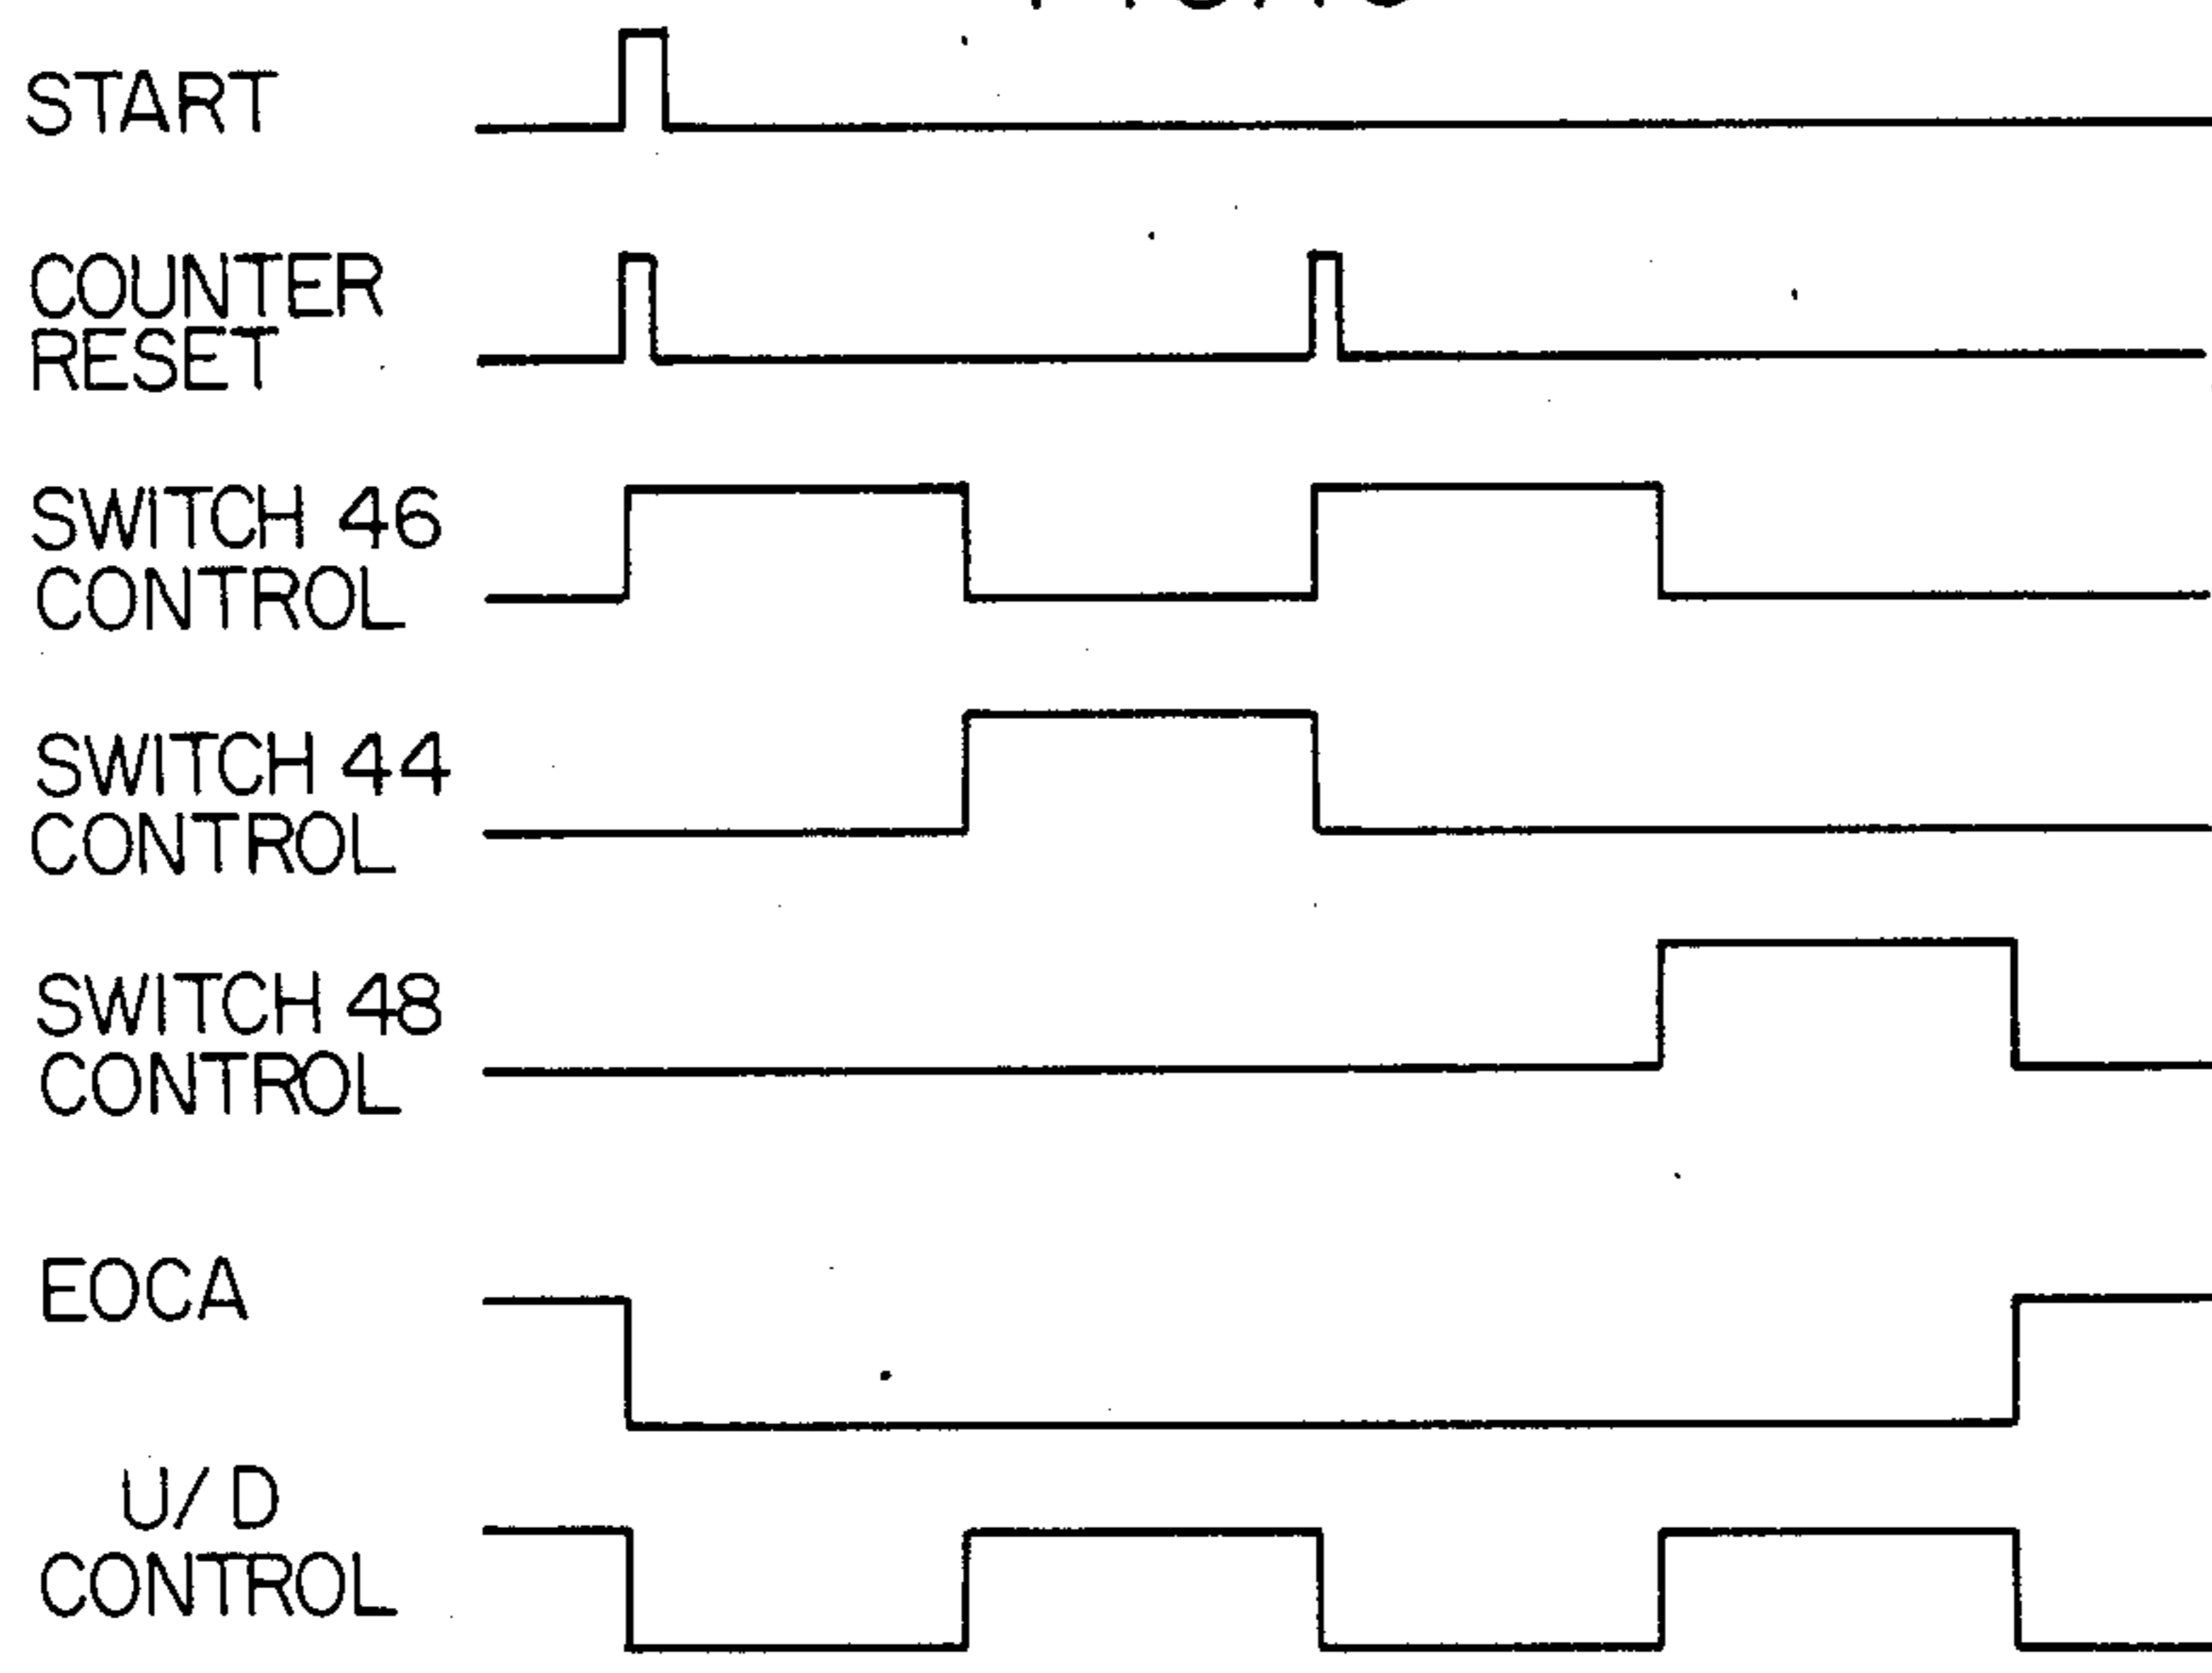 START
COUNTER
RESET
SWITCH 46
CONTROL
SWITCH 44
CONTROL
SWITCH 48
CONTROL
EOCA
U/D
CONTROL